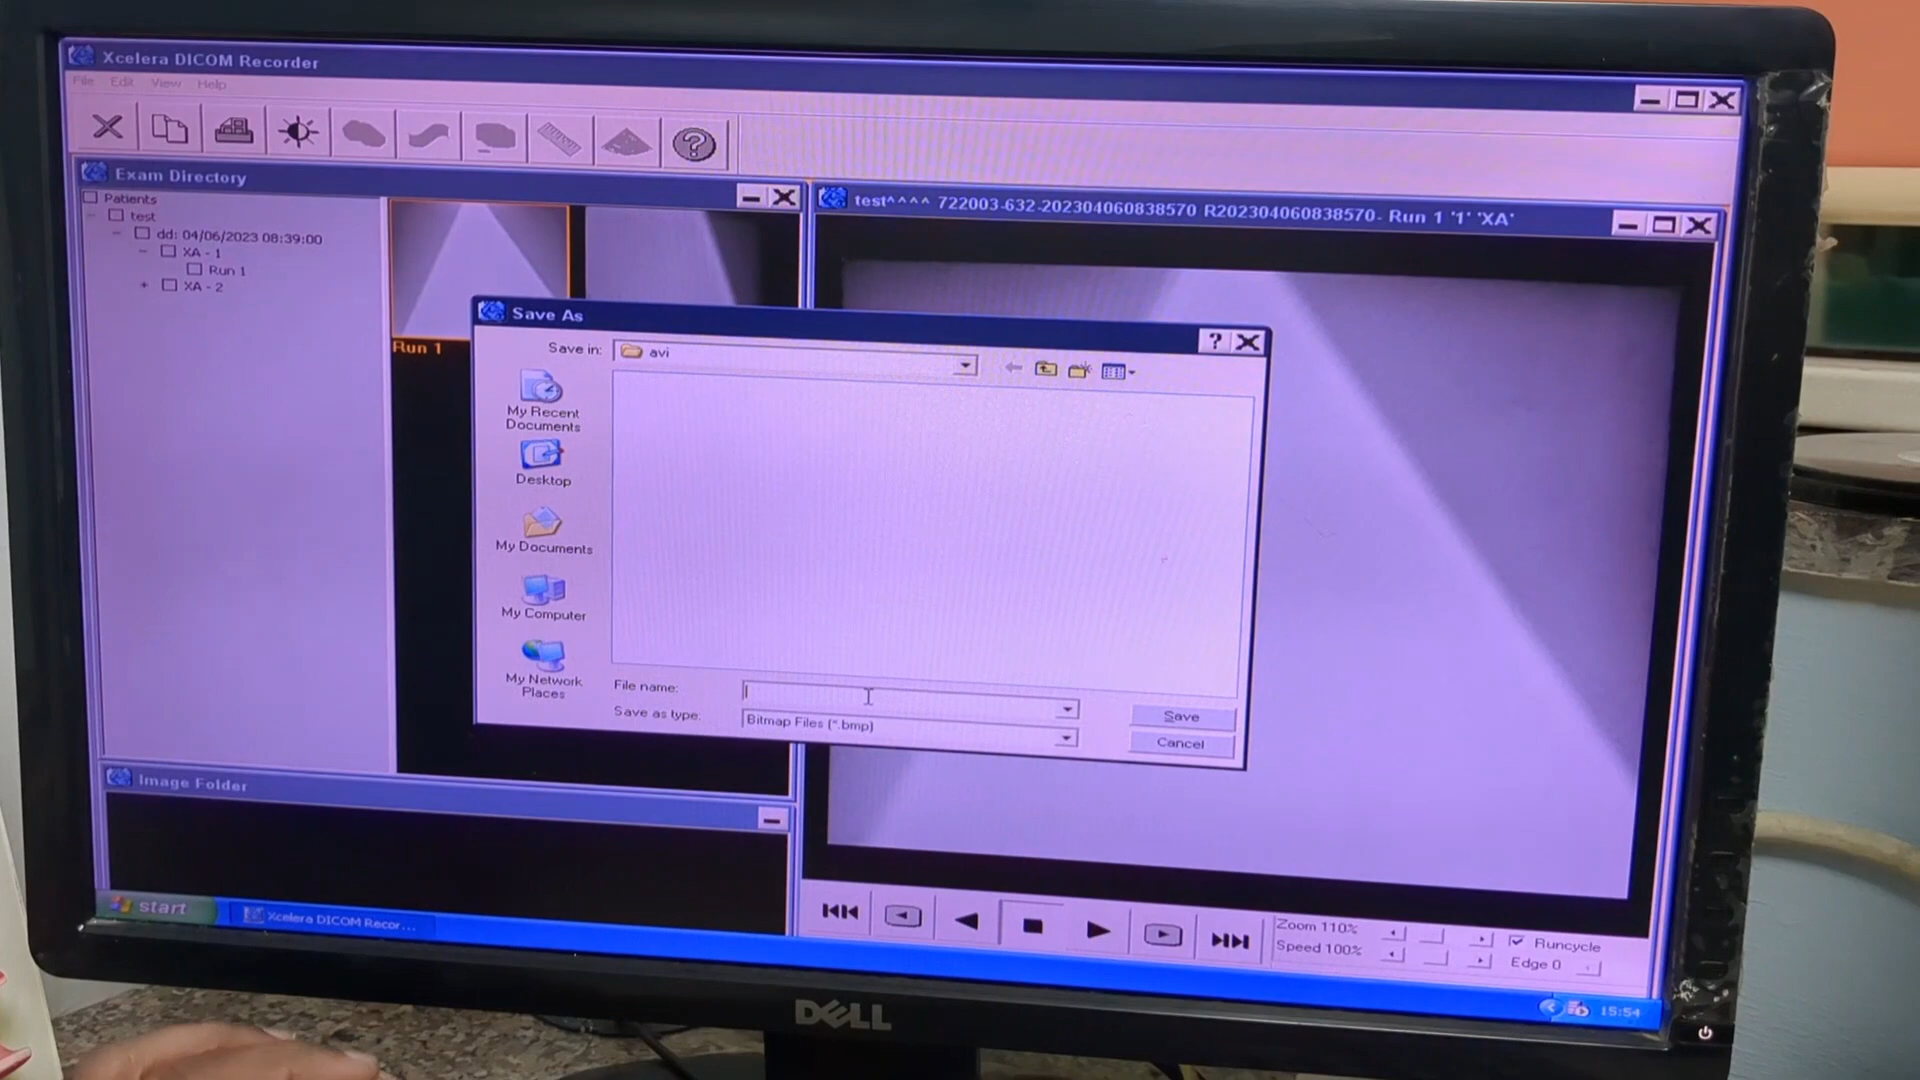 Xcelera DICOM Recorder
File Edit View Help
Exam Directory
Patients
test
dd: 04/06/2023 08:39:00
XA - 1
Run 1
XA - 2
Run 1
test^^^^ 722003-632-202304060838570 R202304060838570- Run 1 '1' 'XA'
Save As
Save in: avi
My Recent
Documents
Desktop
My Documents
My Computer
My Network
Places
File name:
Save as type: Bitmap Files (*.bmp)
Save
Cancel
Image Folder
Zoom 110%
Speed 100%
Runcycle
Edge 0
start
Xcelera DICOM Recor...
15:54
DELL